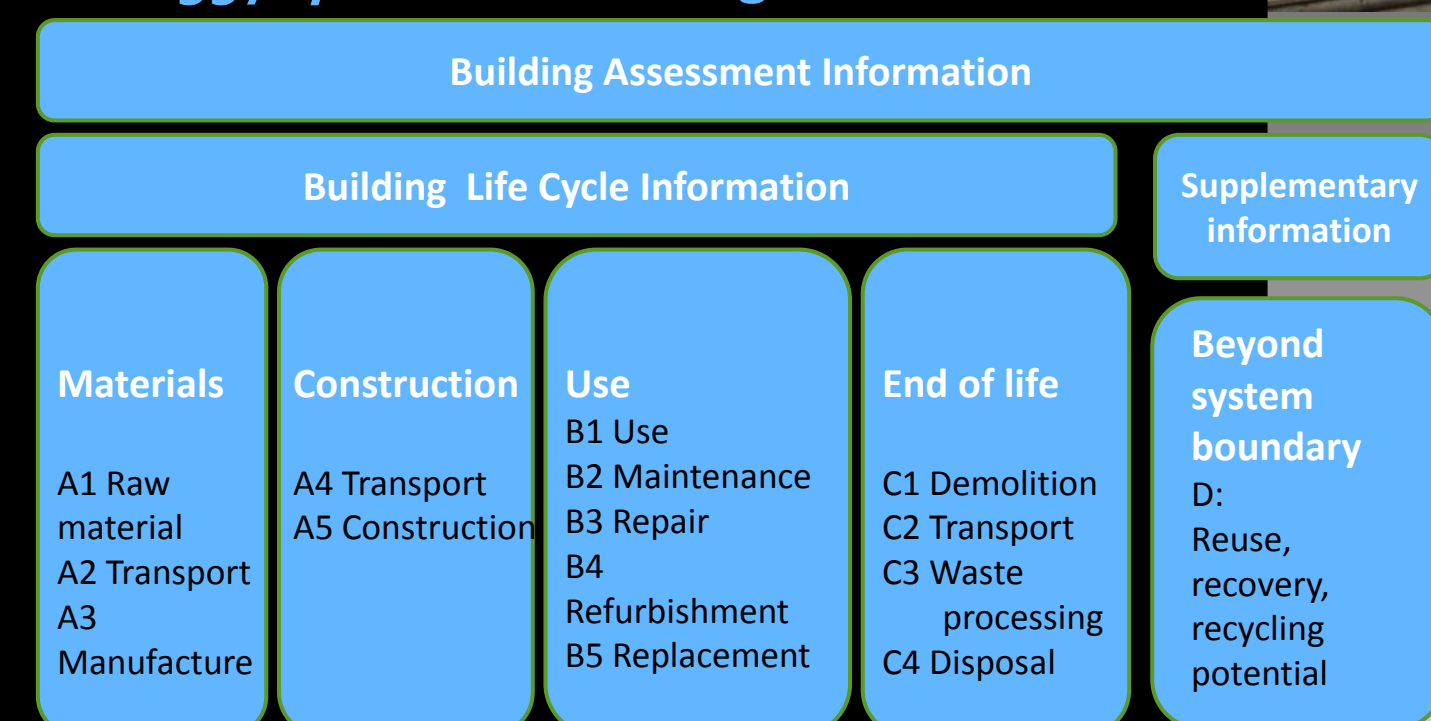 Building Assessment Information
Building Life Cycle Information
Supplementary
information
Materials
A1 Raw
material
A2 Transport
A3
Manufacture
Construction
A4 Transport
A5 Construction
Use
B1 Use
B2 Maintenance
B3 Repair
B4
Refurbishment
B5 Replacement
End of life
C1 Demolition
C2 Transport
C3 Waste
processing
C4 Disposal
Beyond
system
boundary
D:
Reuse,
recovery,
recycling
potential